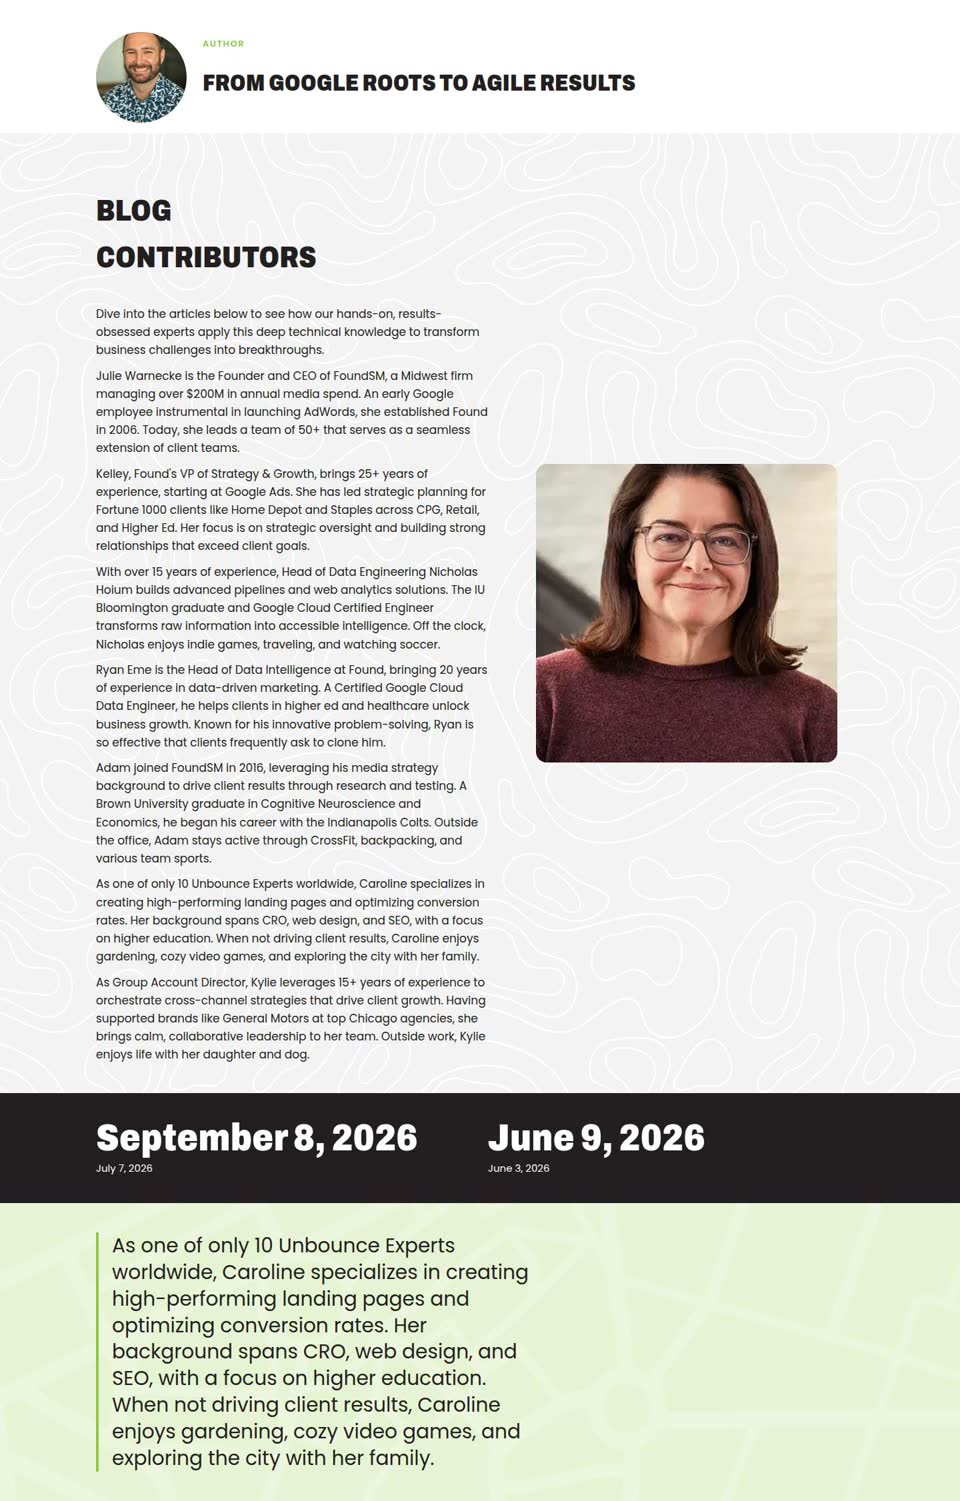 AUTHOR
FROM GOOGLE ROOTS TO AGILE RESULTS
BLOG
CONTRIBUTORS
Dive into the articles below to see how our hands-on, results-
obsessed experts apply this deep technical knowledge to transform
business challenges into breakthroughs.
Julie Warnecke is the Founder and CEO of FoundSM, a Midwest firm
managing over $200M in annual media spend. An early Google
employee instrumental in launching AdWords, she established Found
in 2006. Today, she leads a team of 50+ that serves as a seamless
extension of client teams.
Kelley, Found's VP of Strategy & Growth, brings 25+ years of
experience, starting at Google Ads. She has led strategic planning for
Fortune 1000 clients like Home Depot and Staples across CPG, Retail,
and Higher Ed. Her focus is on strategic oversight and building strong
relationships that exceed client goals.
With over 15 years of experience, Head of Data Engineering Nicholas
Hoium builds advanced pipelines and web analytics solutions. The IU
Bloomington graduate and Google Cloud Certified Engineer
transforms raw information into accessible intelligence. Off the clock,
Nicholas enjoys indie games, traveling, and watching soccer.
Ryan Eme is the Head of Data Intelligence at Found, bringing 20 years
of experience in data-driven marketing. A Certified Google Cloud
Data Engineer, he helps clients in higher ed and healthcare unlock
business growth. Known for his innovative problem-solving, Ryan is
so effective that clients frequently ask to clone him.
Adam joined FoundSM in 2016, leveraging his media strategy
background to drive client results through research and testing. A
Brown University graduate in Cognitive Neuroscience and
Economics, he began his career with the Indianapolis Colts. Outside
the office, Adam stays active through CrossFit, backpacking, and
various team sports.
As one of only 10 Unbounce Experts worldwide, Caroline specializes in
creating high-performing landing pages and optimizing conversion
rates. Her background spans CRO, web design, and SEO, with a focus
on higher education. When not driving client results, Caroline enjoys
gardening, cozy video games, and exploring the city with her family.
As Group Account Director, Kylie leverages 15+ years of experience to
orchestrate cross-channel strategies that drive client growth. Having
supported brands like General Motors at top Chicago agencies, she
brings calm, collaborative leadership to her team. Outside work, Kylie
enjoys life with her daughter and dog.
September 8, 2026
July 7, 2026
June 9, 2026
June 3, 2026
As one of only 10 Unbounce Experts
worldwide, Caroline specializes in creating
high-performing landing pages and
optimizing conversion rates. Her
background spans CRO, web design, and
SEO, with a focus on higher education.
When not driving client results, Caroline
enjoys gardening, cozy video games, and
exploring the city with her family.